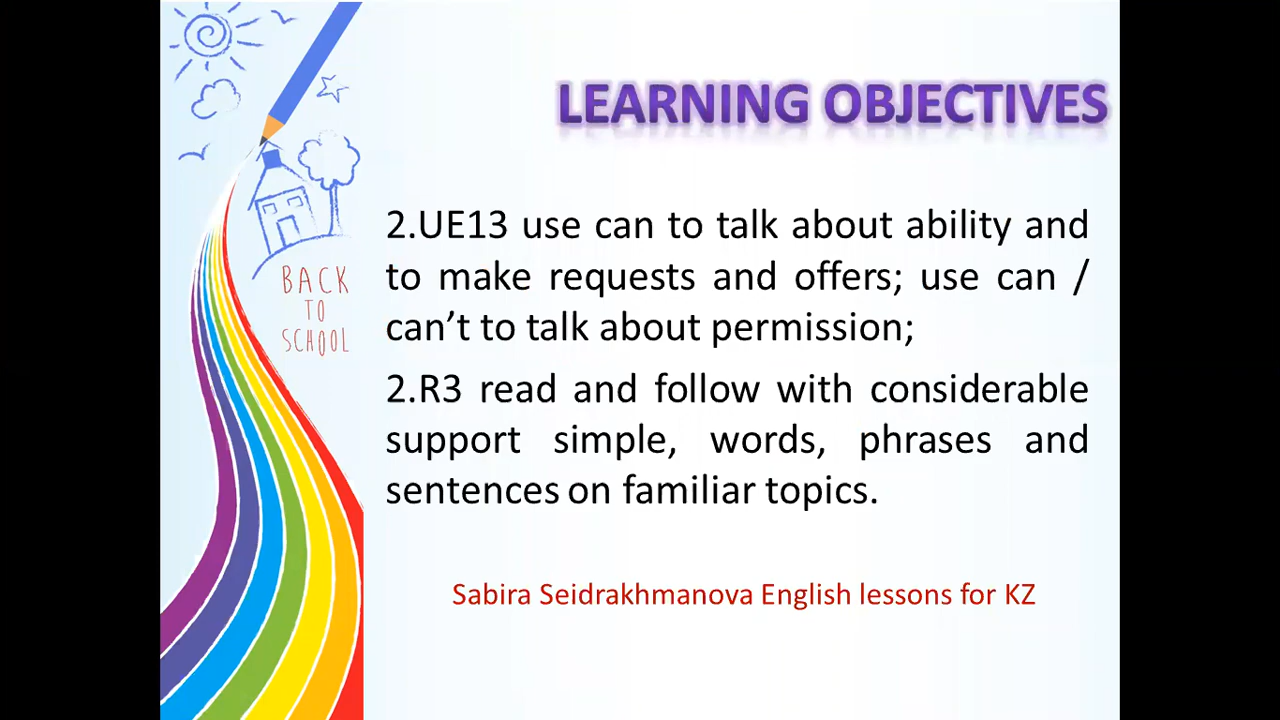 LEARNING OBJECTIVES
2.UE13 use can to talk about ability and
to make requests and offers; use can /
can’t to talk about permission;
2.R3 read and follow with considerable
support simple, words, phrases and
sentences on familiar topics.
BACK
TO
SCHOOL
Sabira Seidrakhmanova English lessons for KZ